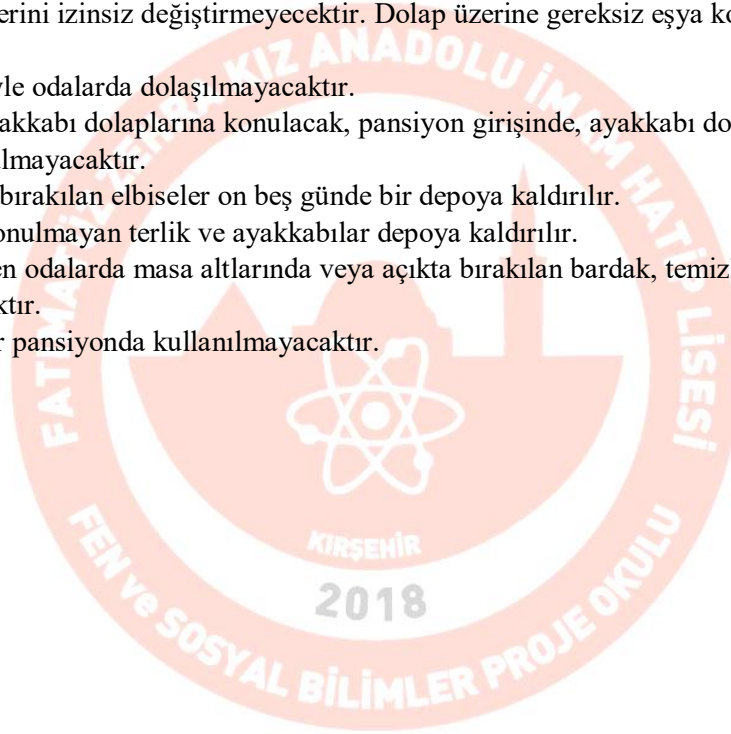 erini izinsiz değiştirmeyecektir. Dolap üzerine gereksiz eşya ko
yle odalarda dolaşılmayacaktır.
akkabı dolaplarına konulacak, pansiyon girişinde, ayakkabı do
ılmayacaktır.
bırakılan elbiseler on beş günde bir depoya kaldırılır.
onulmayan terlik ve ayakkabılar depoya kaldırılır.
en odalarda masa altlarında veya açıkta bırakılan bardak, temiz
ktır.
r pansiyonda kullanılmayacaktır.
FATIMATÜZ ZEHRA KIZ ANADOLU İMAM HATİP LİSESİ
KIRŞEHİR
2018
FEN ve SOSYAL BİLİMLER PROJE OKULU